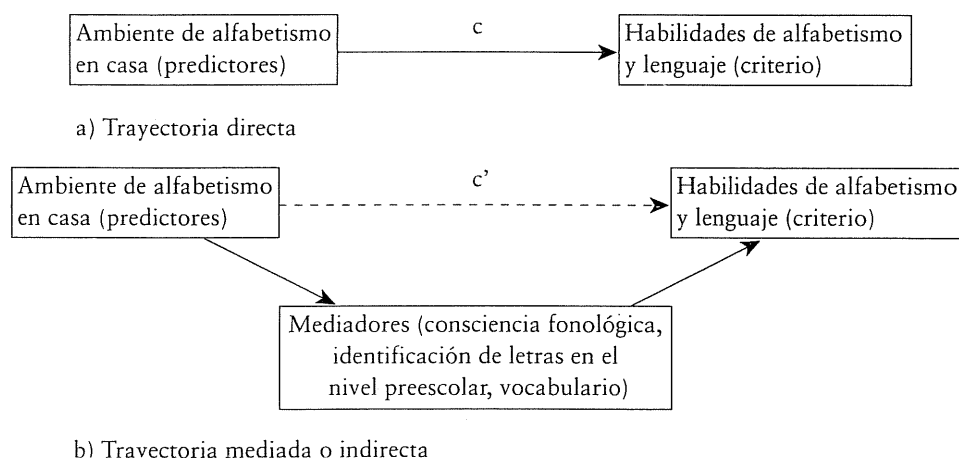 Ambiente de alfabetismo
en casa (predictores)
c
Habilidades de alfabetismo
y lenguaje (criterio)
a) Trayectoria directa
Ambiente de alfabetismo
en casa (predictores)
c’
Habilidades de alfabetismo
y lenguaje (criterio)
Mediadores (consciencia fonológica,
identificación de letras en el
nivel preescolar, vocabulario)
b) Trayectoria mediada o indirecta